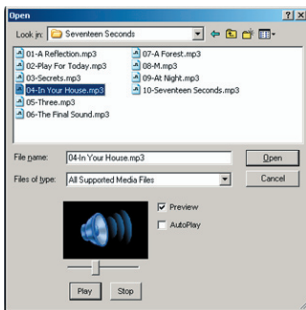 Open
Look in: Seventeen Seconds
01-A Reflection.mp3
02-Play For Today.mp3
03-Secrets.mp3
04-In Your House.mp3
05-Three.mp3
06-The Final Sound.mp3
07-A Forest.mp3
08-M.mp3
09-At Night.mp3
10-Seventeen Seconds.mp3
File name: 04-In Your House.mp3 Open
Files of type: All Supported Media Files Cancel
Preview
AutoPlay
Play Stop